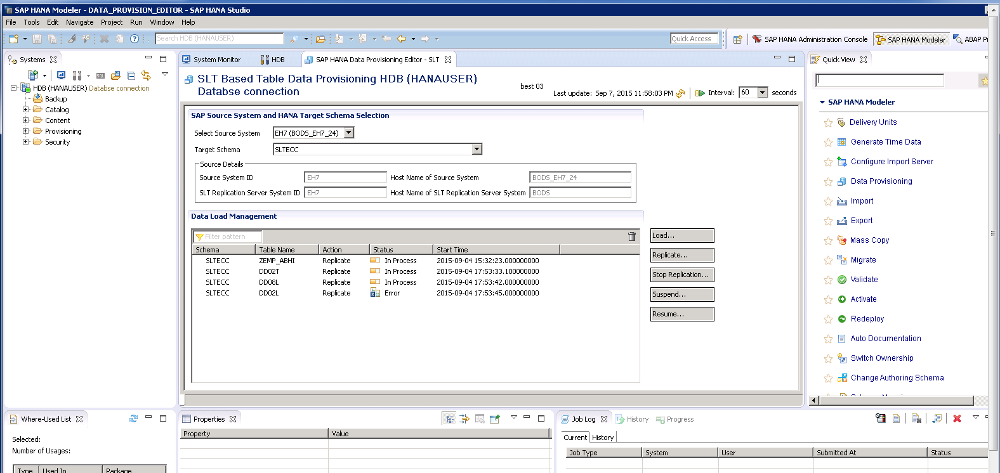 SAP HANA Modeler - DATA_PROVISION_EDITOR - SAP HANA Studio
File Tools Edit Navigate Project Run Window Help
Search HDB (HANAUSER)
Quick Access
SAP HANA Administration Console
SAP HANA Modeler
Systems
HDB (HANAUSER) Databse connection
Backup
Catalog
Content
Provisioning
Security
System Monitor
HDB
SAP HANA Data Provisioning Editor - SLT
SLT Based Table Data Provisioning HDB (HANAUSER)
Databse connection
best 03
Last update: Sep 7, 2015 11:58:03 PM
Interval: 60 seconds
SAP Source System and HANA Target Schema Selection
Select Source System EH7 (BODS_EH7_24)
Target Schema SLTECC
Source Details
Source System ID EH7 Host Name of Source System BODS_EH7_24
SLT Replication Server System ID EH7 Host Name of SLT Replication Server System BODS
Data Load Management
Filter pattern
Schema Table Name Action Status Start Time
SLTECC ZEMP_ABHI Replicate In Process 2015-09-04 15:32:23.000000000
SLTECC DD02T Replicate In Process 2015-09-04 17:53:33.100000000
SLTECC DD08L Replicate In Process 2015-09-04 17:53:42.000000000
SLTECC DD02L Replicate Error 2015-09-04 17:53:45.000000000
Load...
Replicate...
Stop Replication...
Suspend...
Resume...
Quick View
SAP HANA Modeler
Delivery Units
Generate Time Data
Configure Import Server
Data Provisioning
Import
Export
Mass Copy
Migrate
Validate
Activate
Redeploy
Auto Documentation
Switch Ownership
Change Authoring Schema
Where-Used List
Selected:
Number of Usages:
Type Used In Package
Properties
Property Value
Job Log History Progress
Current History
Job Type System User Submitted At Status